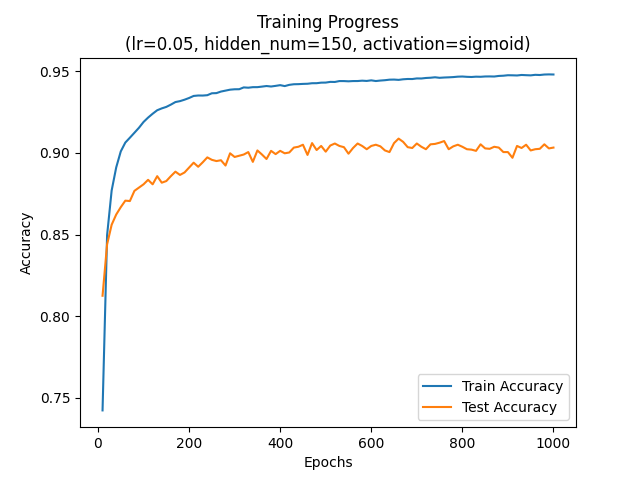 Training Progress
(lr=0.05, hidden_num=150, activation=sigmoid)
0.95
0.90
0.85
0.80
0.75
Accuracy
0
200
400
600
800
1000
Epochs
Train Accuracy
Test Accuracy